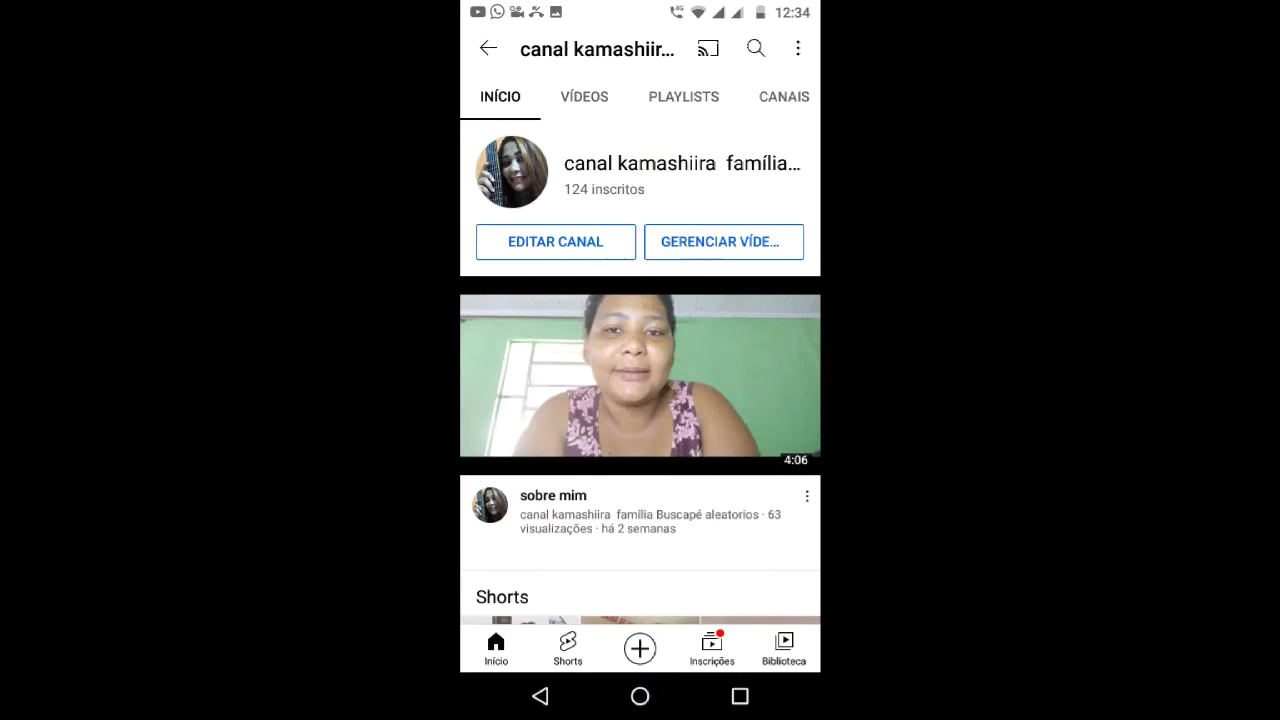 12:34
canal kamashiir...
INÍCIO VÍDEOS PLAYLISTS CANAIS
canal kamashiira família...
124 inscritos
EDITAR CANAL GERENCIAR VÍDE...
4:06
sobre mim
canal kamashiira família Buscapé aleatorios · 63
visualizações · há 2 semanas
Shorts
Início Shorts Inscrições Biblioteca